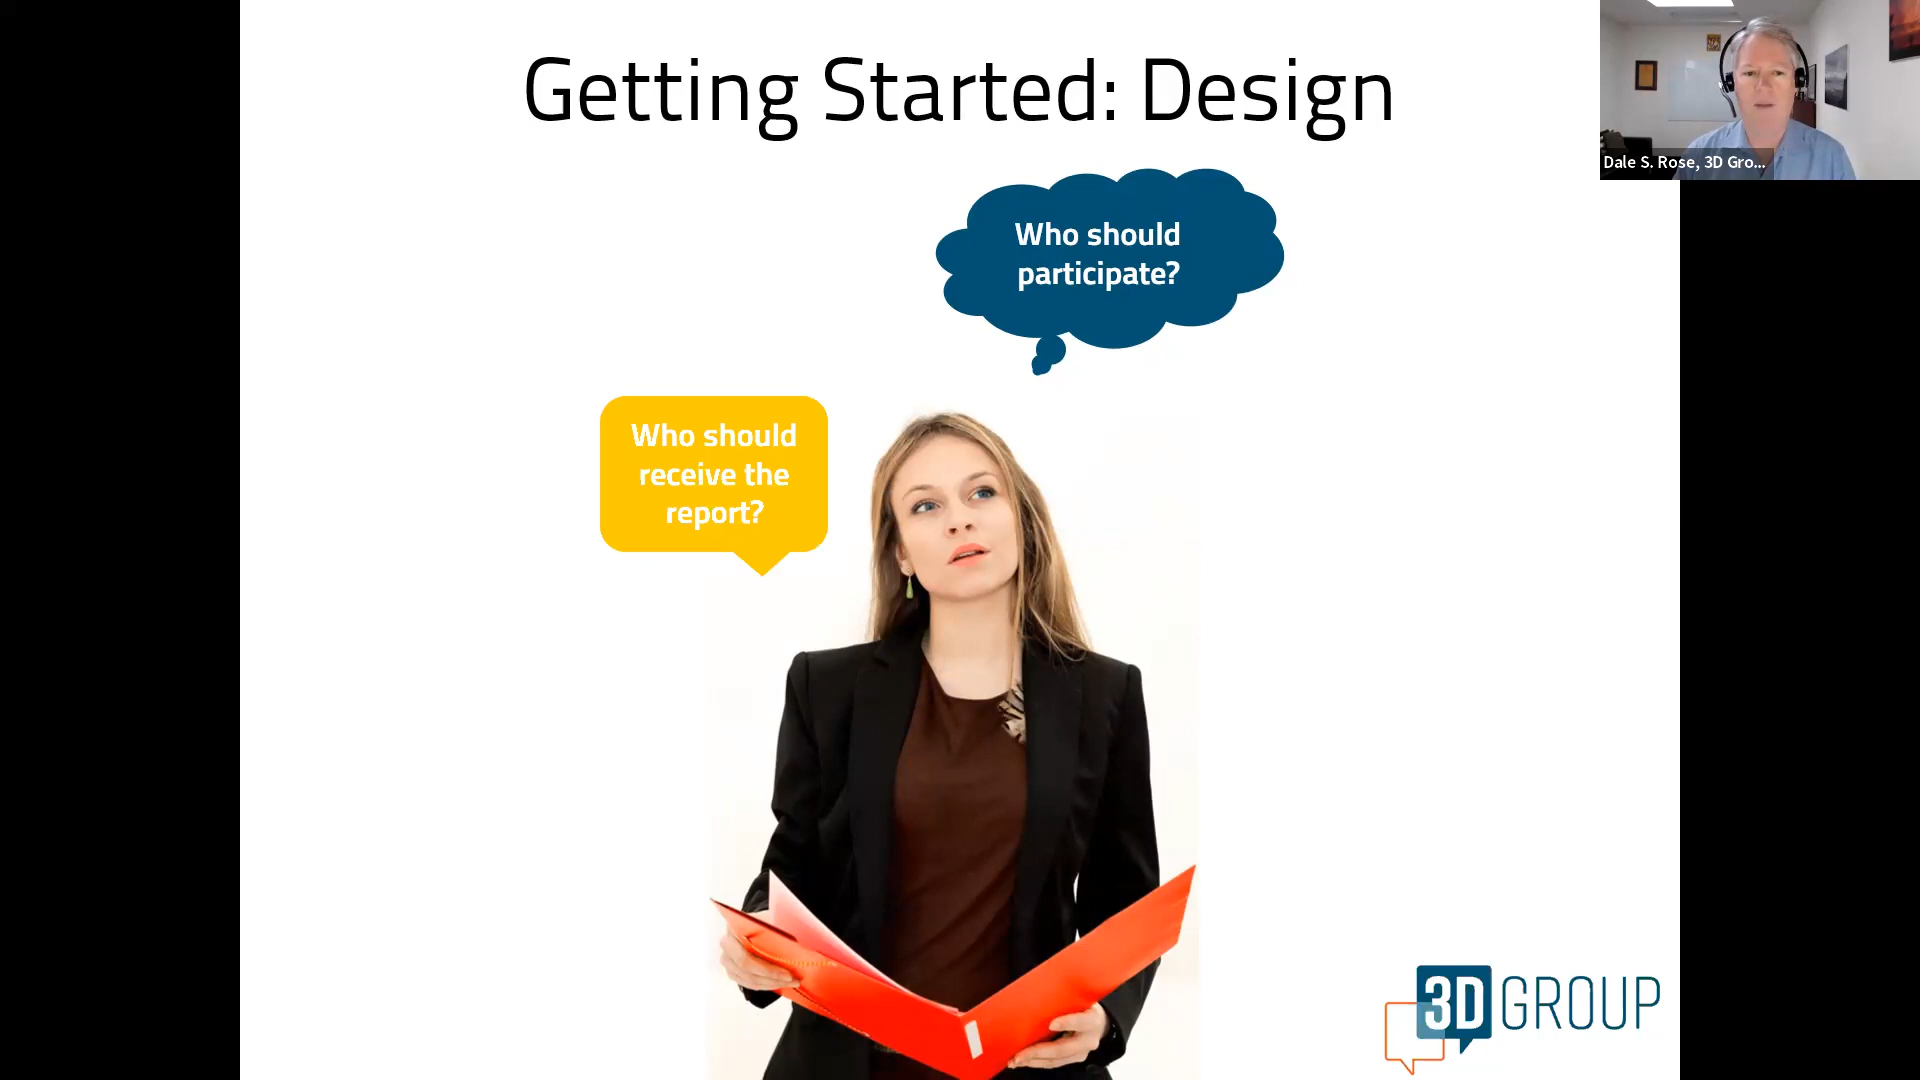 Getting Started: Design
Dale S. Rose, 3D Gro...
Who should
participate?
Who should
receive the
report?
3D GROUP